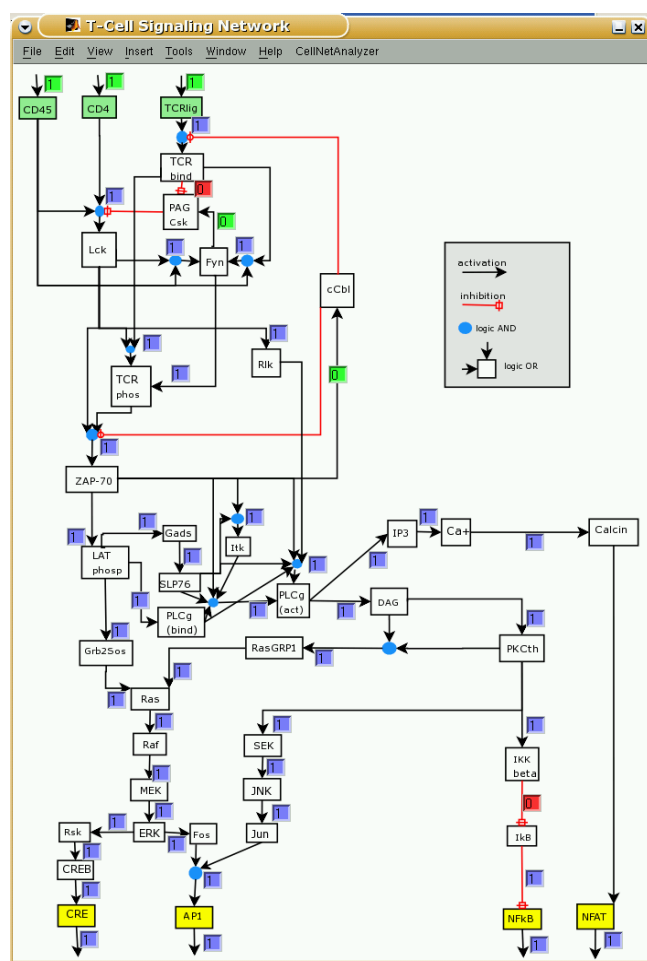 T-Cell Signaling Network
File Edit View Insert Tools Window Help CellNetAnalyzer
1 1 1
CD45 CD4 TCRlig
1
TCR
bind
1 0
PAG
Csk
0
Lck 1 Fyn 1
activation
inhibition
logic AND
logic OR
cCbl
1 1
Rlk
TCR
phos
1
0
1
ZAP-70
1 Gads 1 1
IP3 Ca+ Calcin
1
LAT
phosp
1 Itk 1 1
SLP76
1
PLCg
(bind)
1
PLCg
(act)
1 DAG
1
Grb2Sos
1
RasGRP1
1
PKCth
1
Ras
1
1
Raf
1
SEK
1
IKK
beta
1
MEK
1
JNK
1
0
Rsk 1 ERK 1 Fos Jun
IkB
1
CREB
1
1
1
CRE AP1 NFkB NFAT
1 1 1 1